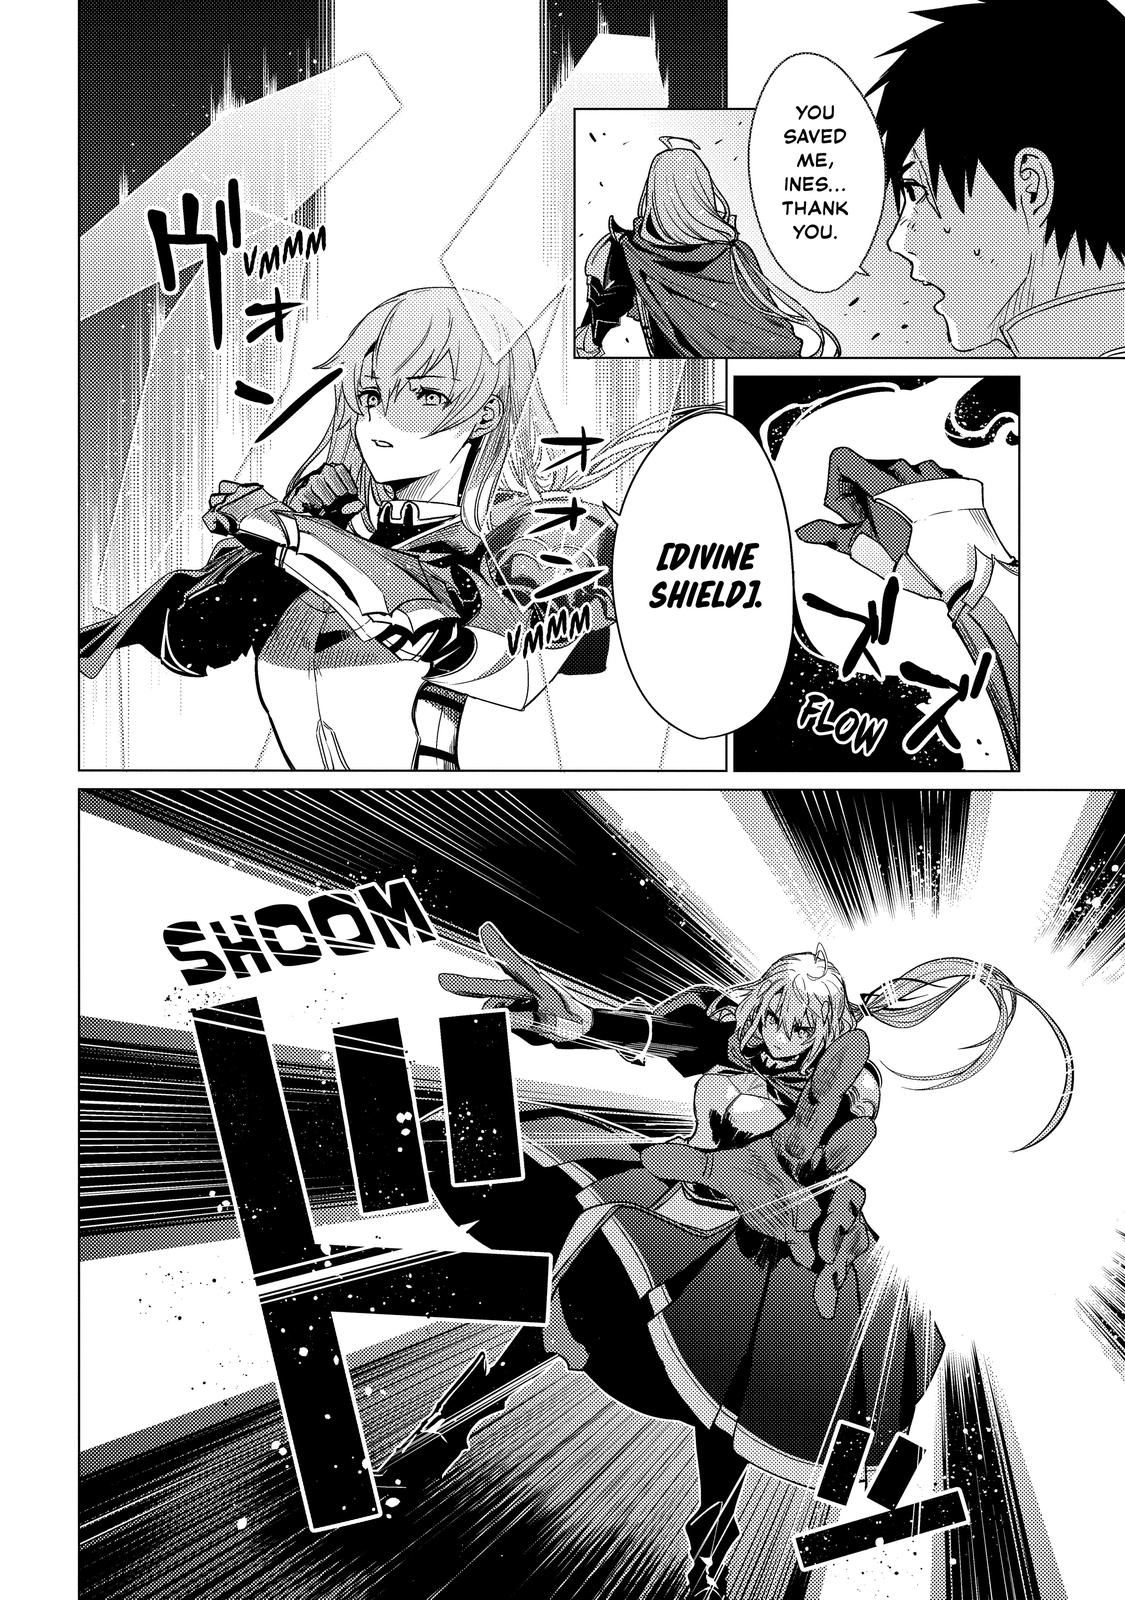 YOU
SAVED
ME,
INES...
THANK
YOU.
ズズ
FLOW
[DIVINE
SHIELD].
ヴ
オ
ン
VMMM
オ
オ
ン
VMMM
SHOOM
ドン